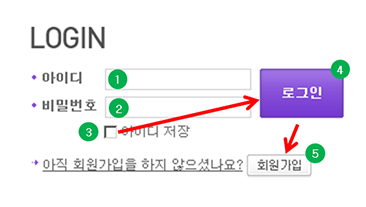 LOGIN
아이디 1
비밀번호 2
로그인 4
3 아이디 저장
아직 회원가입을 하지 않으셨나요? 회원가입 5